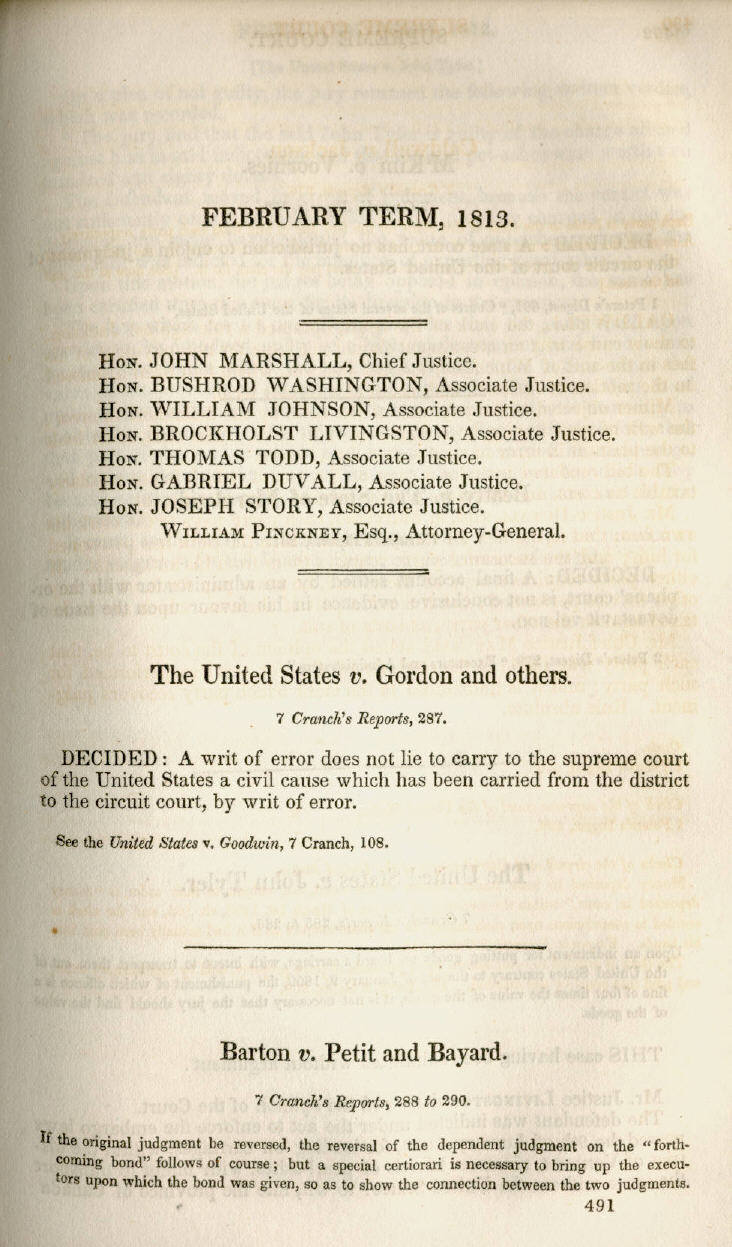 FEBRUARY TERM, 1813.
Hon. JOHN MARSHALL, Chief Justice.
Hon. BUSHROD WASHINGTON, Associate Justice.
Hon. WILLIAM JOHNSON, Associate Justice.
Hon. BROCKHOLST LIVINGSTON, Associate Justice.
Hon. THOMAS TODD, Associate Justice.
Hon. GABRIEL DUVALL, Associate Justice.
Hon. JOSEPH STORY, Associate Justice.
William Pinckney, Esq., Attorney-General.
The United States v. Gordon and others.
7 Cranch's Reports, 287.
DECIDED: A writ of error does not lie to carry to the supreme court
of the United States a civil cause which has been carried from the district
to the circuit court, by writ of error.
See the United States v. Goodwin, 7 Cranch, 108.
Barton v. Petit and Bayard.
7 Cranch's Reports, 288 to 290.
If the original judgment be reversed, the reversal of the dependent judgment on the "forth-
coming bond" follows of course; but a special certiorari is necessary to bring up the execu-
tors upon which the bond was given, so as to show the connection between the two judgments.
491